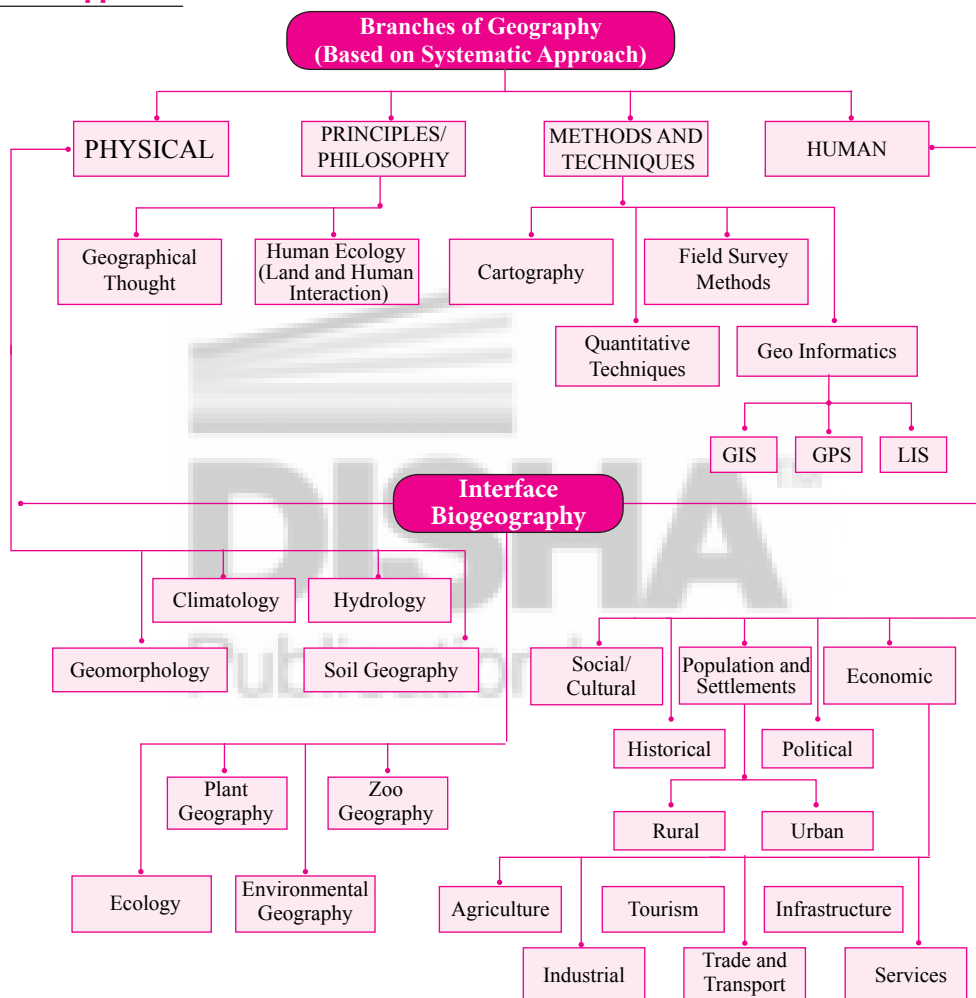 Branches of Geography
(Based on Systematic Approach)
PHYSICAL
PRINCIPLES/
PHILOSOPHY
METHODS AND
TECHNIQUES
HUMAN
Geographical
Thought
Human Ecology
(Land and Human
Interaction)
Cartography
Field Survey
Methods
Quantitative
Techniques
Geo Informatics
GIS
GPS
LIS
DISHA
Interface
Biogeography
Climatology
Hydrology
Geomorphology
Soil Geography
Social/
Cultural
Population and
Settlements
Economic
Historical
Political
Plant
Geography
Zoo
Geography
Rural
Urban
Ecology
Environmental
Geography
Agriculture
Tourism
Infrastructure
Industrial
Trade and
Transport
Services